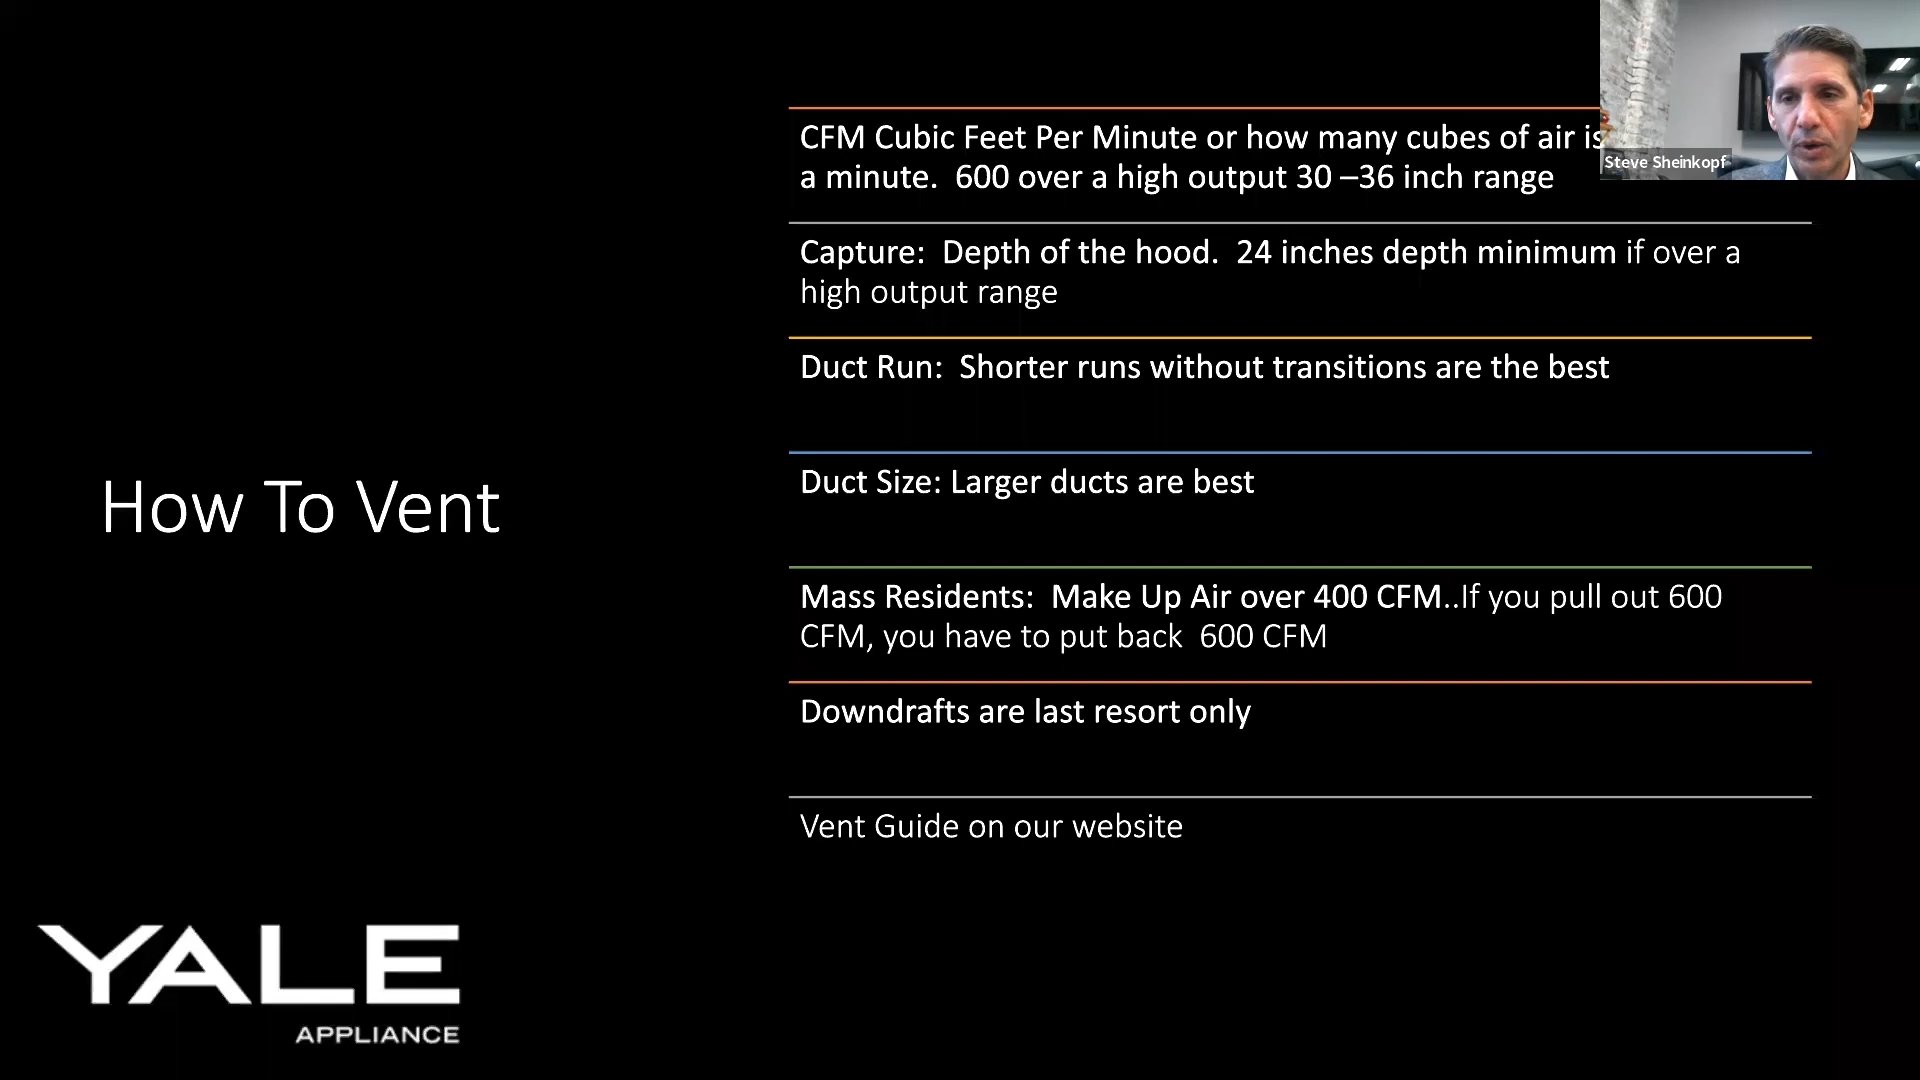 CFM Cubic Feet Per Minute or how many cubes of air is
a minute.  600 over a high output 30 –36 inch range
Steve Sheinkopf
Capture:  Depth of the hood.  24 inches depth minimum if over a
high output range
Duct Run:  Shorter runs without transitions are the best
How To Vent
Duct Size: Larger ducts are best
Mass Residents:  Make Up Air over 400 CFM..If you pull out 600
CFM, you have to put back  600 CFM
Downdrafts are last resort only
Vent Guide on our website
YALE
APPLIANCE